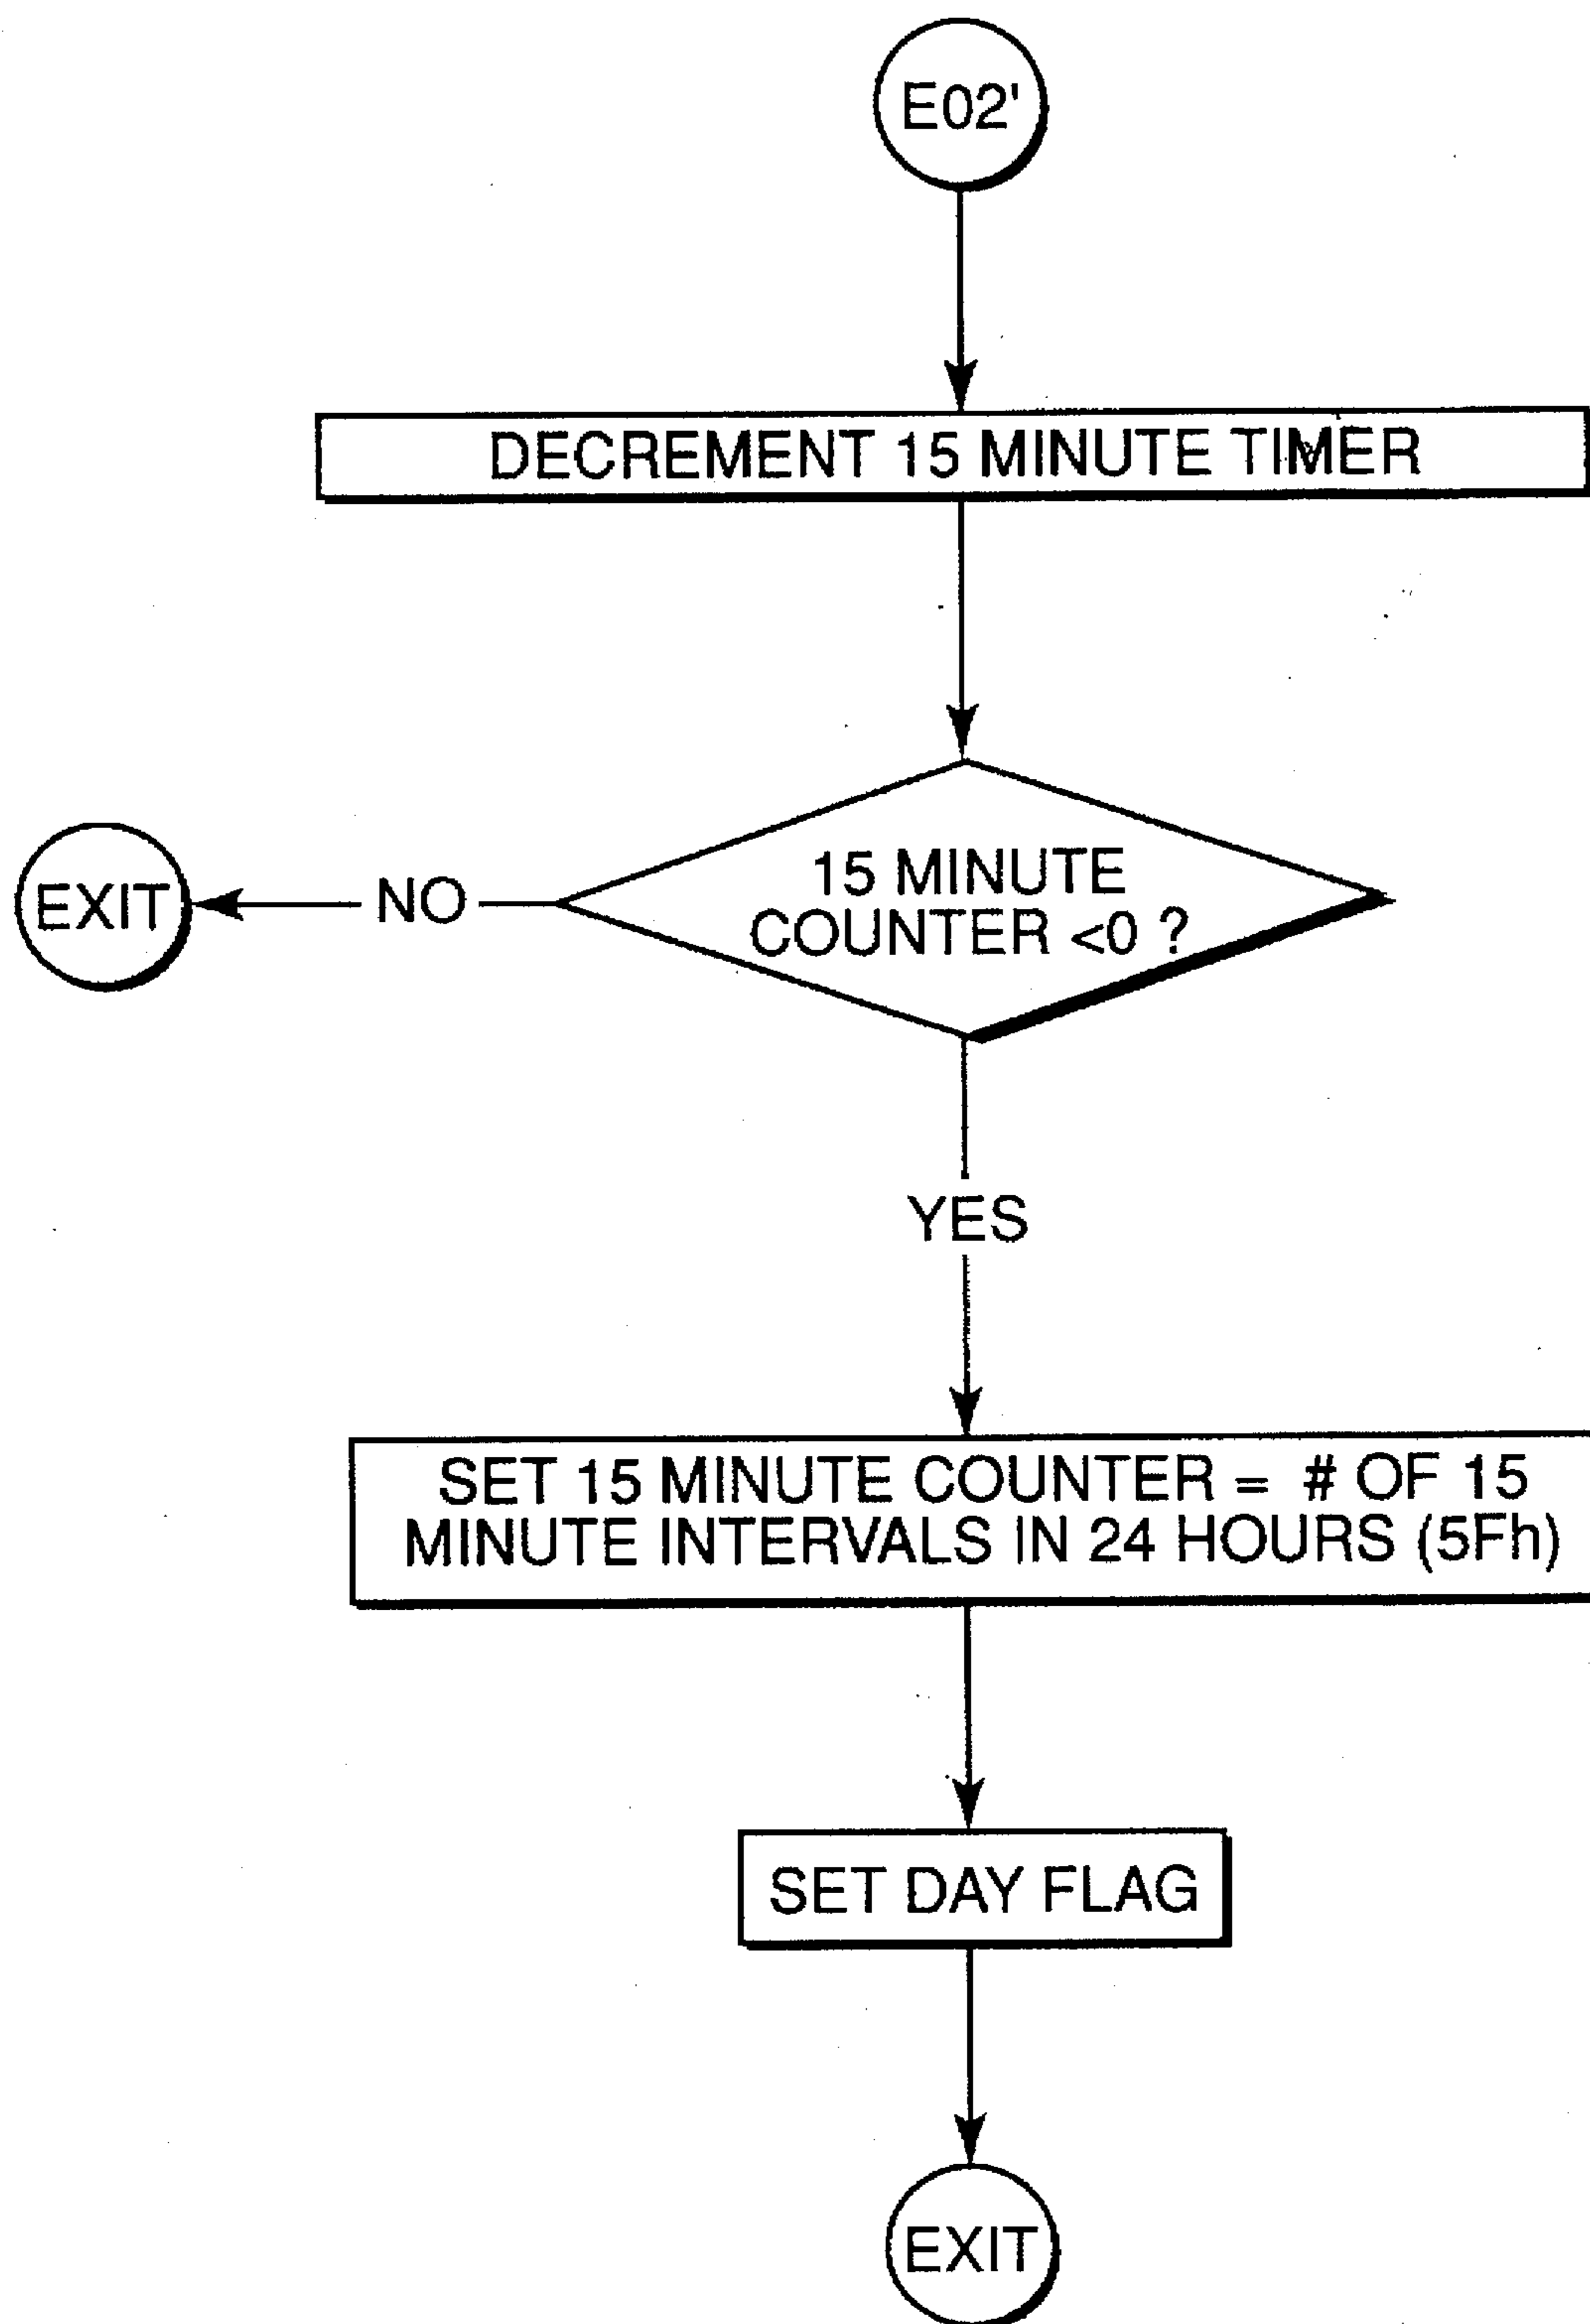 E02'
DECREMENT 15 MINUTE TIMER
15 MINUTE
COUNTER <0 ?
EXIT
NO
YES
SET 15 MINUTE COUNTER = # OF 15
MINUTE INTERVALS IN 24 HOURS (5Fh)
SET DAY FLAG
EXIT